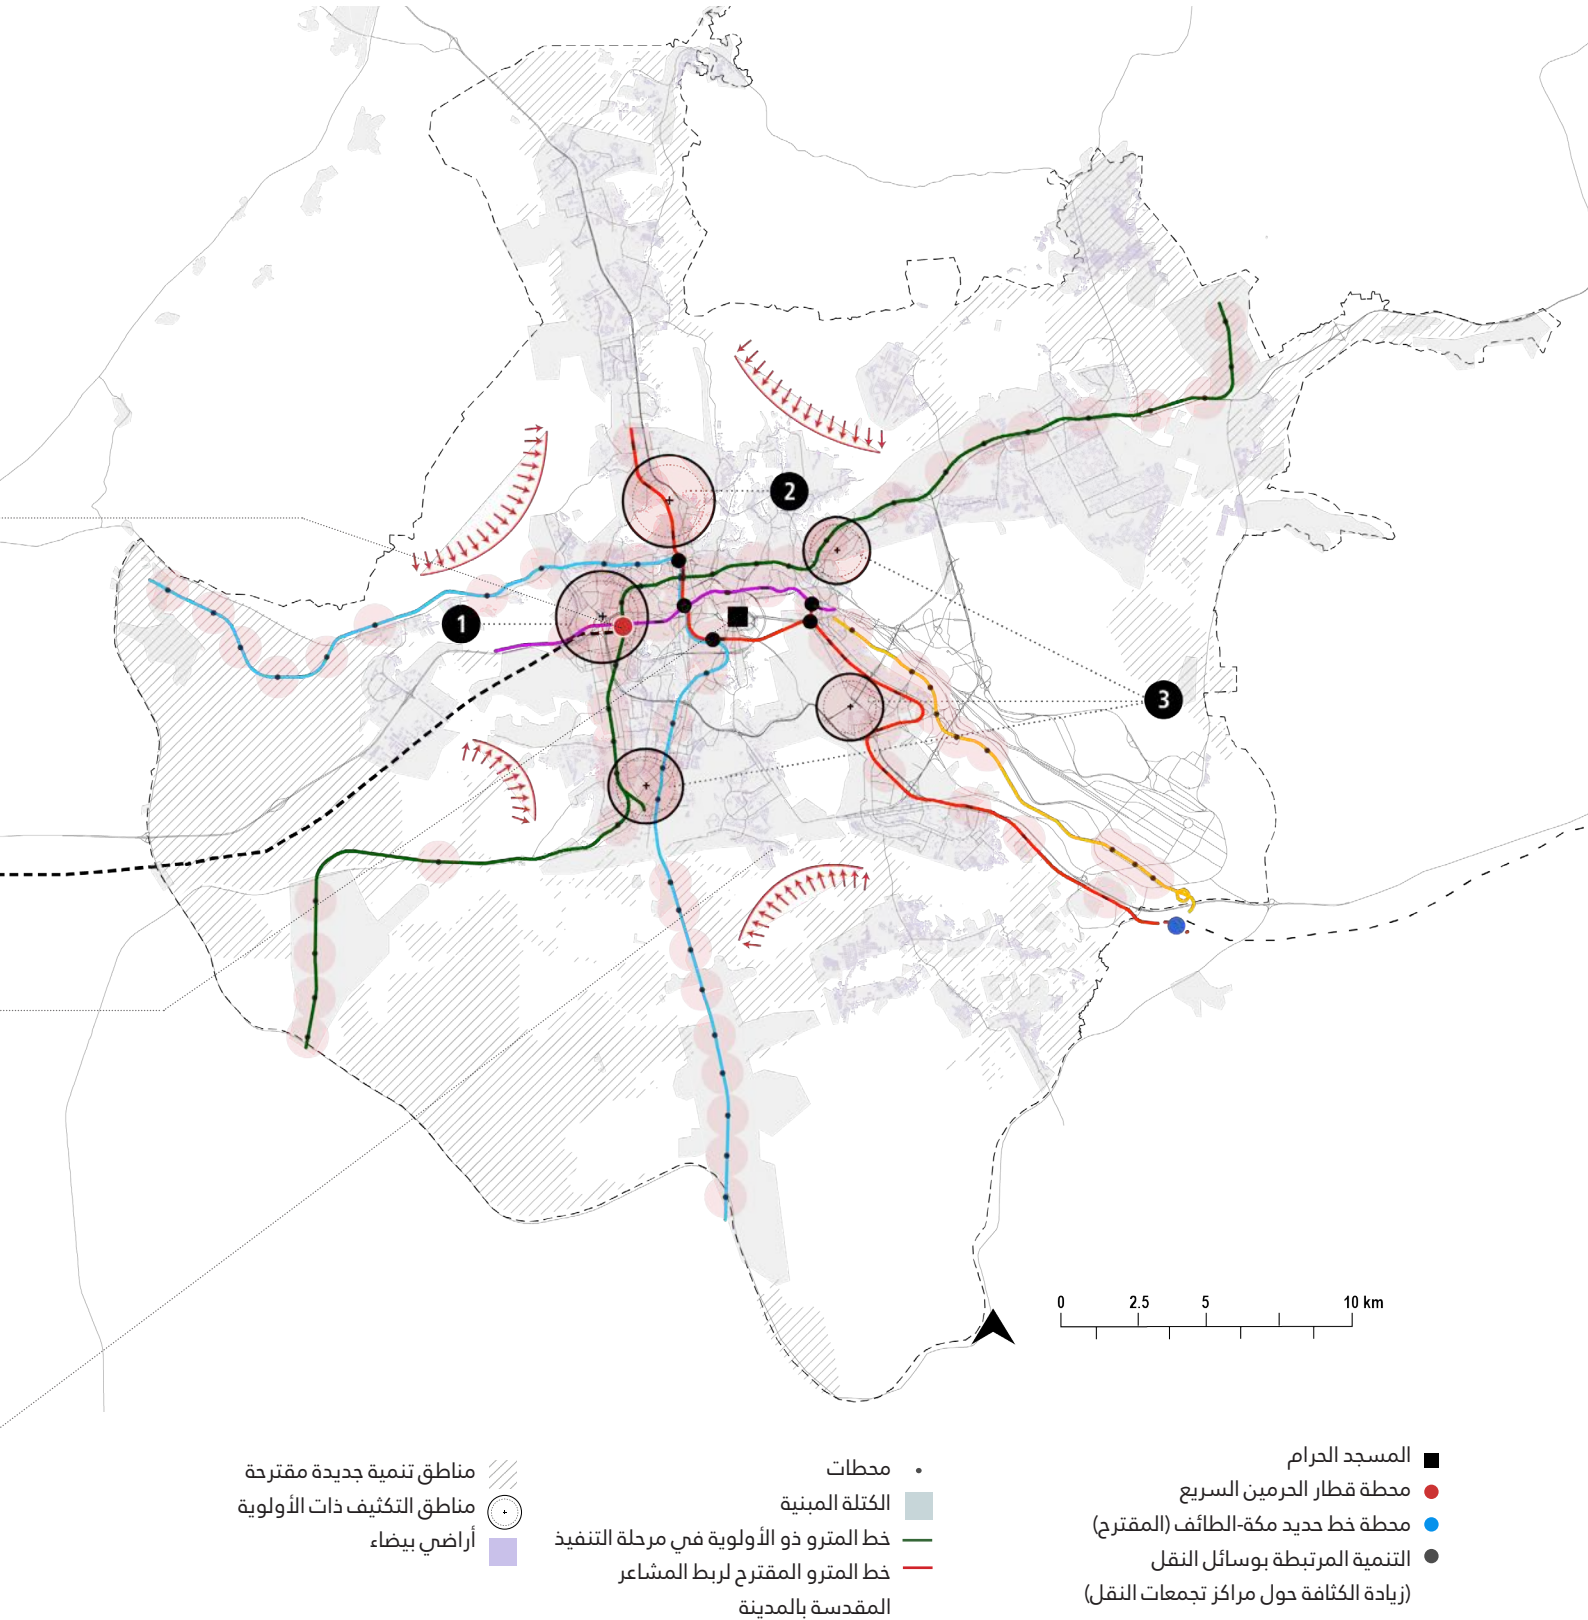 2
1
3
0 2.5 5 10 km
المسجد الحرام
محطة قطار الحرمين السريع
محطة خط حديد مكة-الطائف (المقترح)
التنمية المرتبطة بوسائل النقل
(زيادة الكثافة حول مراكز تجمعات النقل)
محطات
الكتلة المبنية
خط المترو ذو الأولوية في مرحلة التنفيذ
خط المترو المقترح لربط المشاعر
المقدسة بالمدينة
مناطق تنمية جديدة مقترحة
مناطق التكثيف ذات الأولوية
أراضي بيضاء